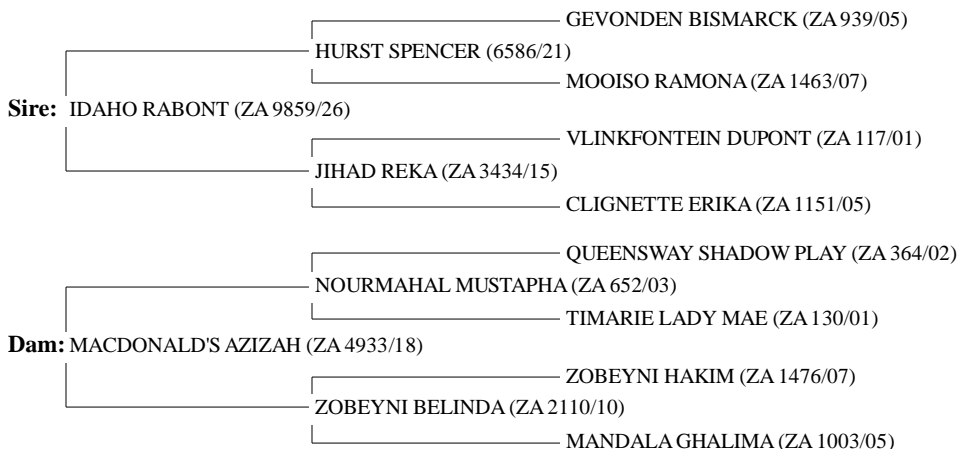 GEVONDEN BISMARCK (ZA 939/05)
HURST SPENCER (6586/21)
MOOISO RAMONA (ZA 1463/07)
Sire: IDAHO RABONT (ZA 9859/26)
VLINKFONTEIN DUPONT (ZA 117/01)
JIHAD REKA (ZA 3434/15)
CLIGNETTE ERIKA (ZA 1151/05)
QUEENSWAY SHADOW PLAY (ZA 364/02)
NOURMAHAL MUSTAPHA (ZA 652/03)
TIMARIE LADY MAE (ZA 130/01)
Dam: MACDONALD'S AZIZAH (ZA 4933/18)
ZOBEYNI HAKIM (ZA 1476/07)
ZOBEYNI BELINDA (ZA 2110/10)
MANDALA GHALIMA (ZA 1003/05)